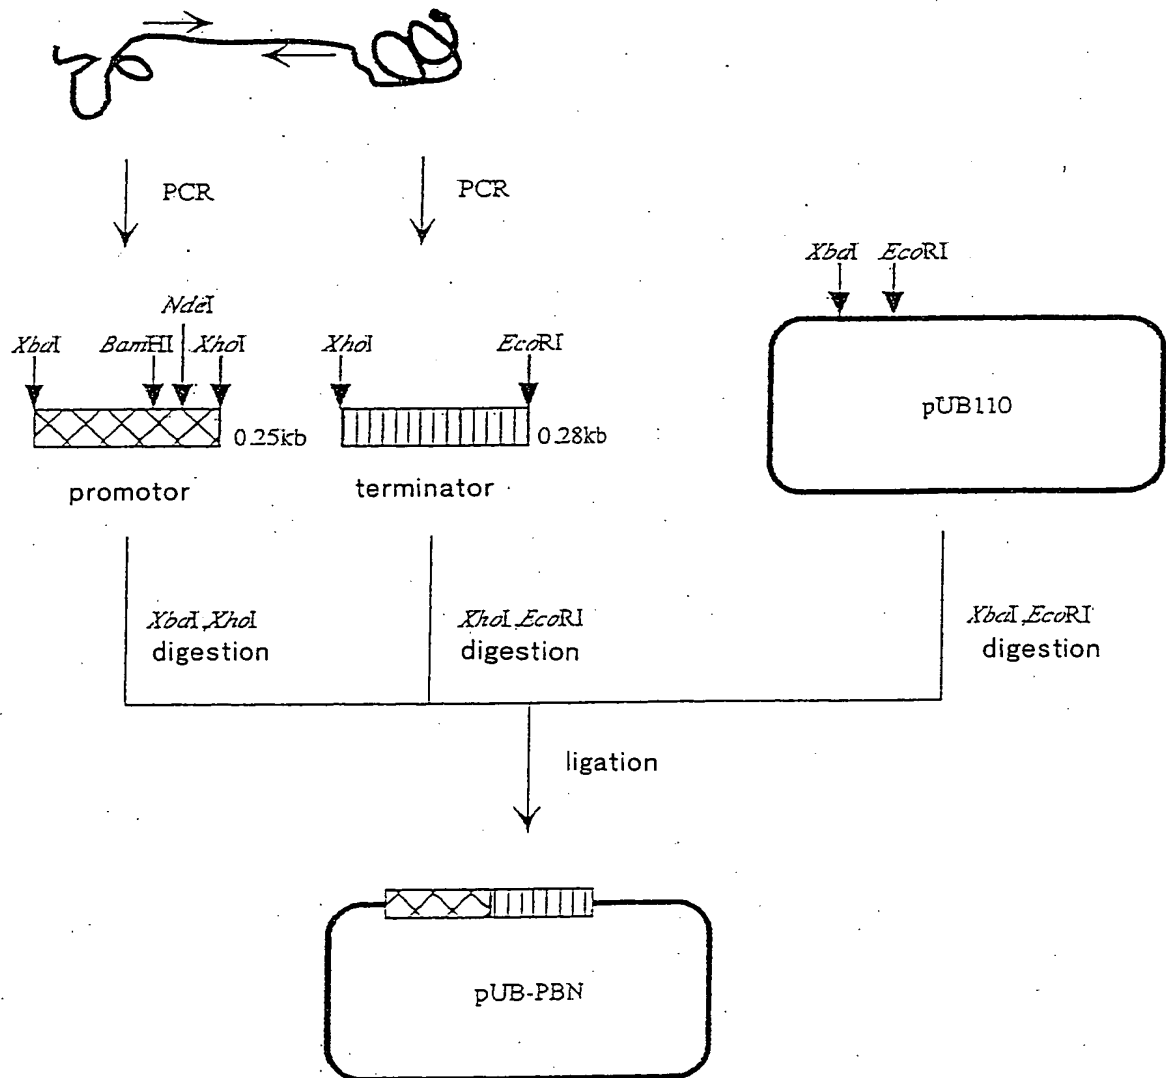 PCR
PCR
XbaI EcoRI
NdeI
XbaI BamHI XhoI
XhoI EcoRI
pUB110
0.25kb
0.28kb
promotor
terminator
XbaI,XhoI
digestion
XhoI,EcoRI
digestion
XbaI,EcoRI
digestion
ligation
pUB-PBN